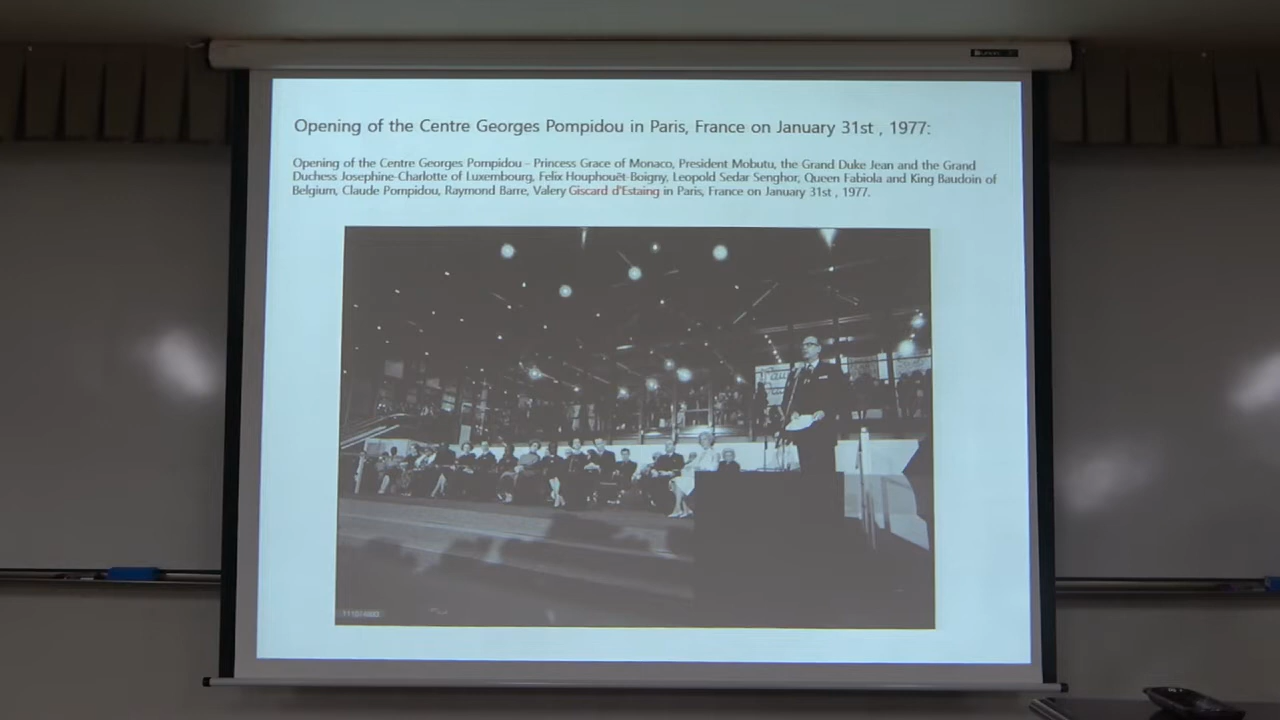 Opening of the Centre Georges Pompidou in Paris, France on January 31st , 1977:
Opening of the Centre Georges Pompidou - Princess Grace of Monaco, President Mobutu, the Grand Duke Jean and the Grand
Duchess Josephine-Charlotte of Luxembourg, Felix Houphouët-Boigny, Leopold Sedar Senghor, Queen Fabiola and King Baudoin of
Belgium, Claude Pompidou, Raymond Barre, Valery Giscard d'Estaing in Paris, France on January 31st , 1977.